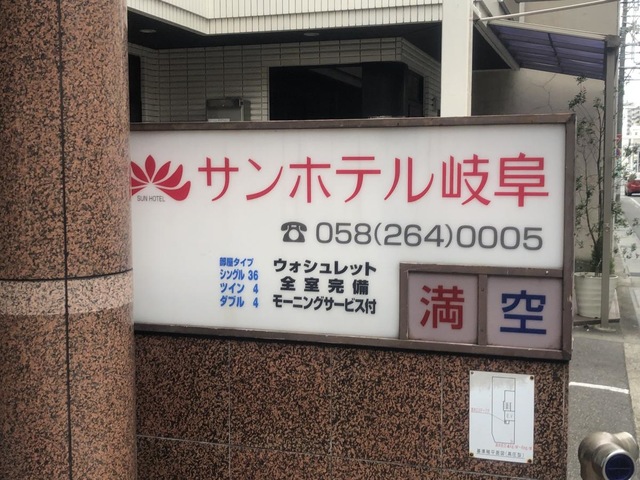 サンホテル岐阜
SUN HOTEL
☎ 058(264)0005
部屋タイプ
シングル 36
ツイン 4
ダブル 4
ウォシュレット
全室完備
モーニングサービス付
満 空